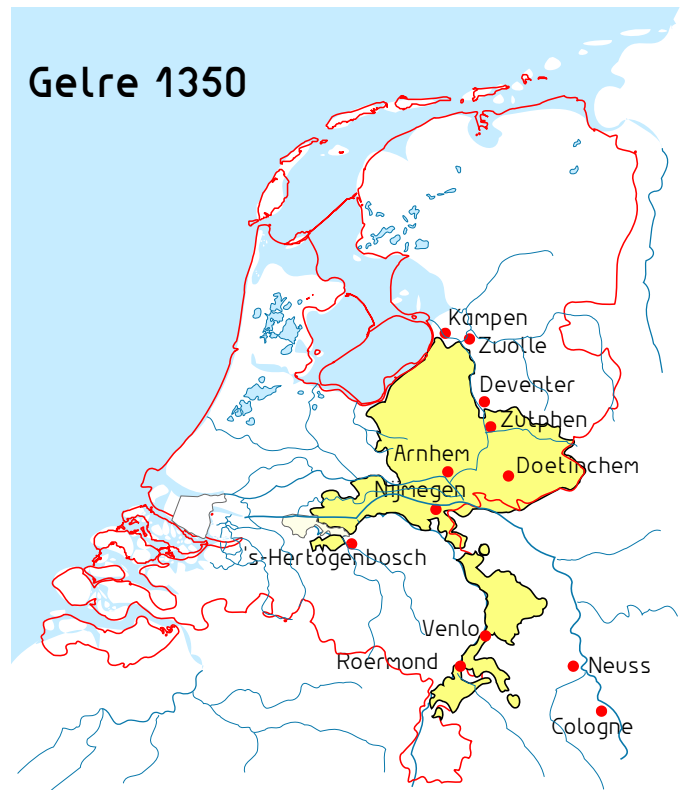 Gelre 1350
Kampen
Zwolle
Deventer
Zutphen
Arnhem
Doetinchem
Nijmegen
's-Hertogenbosch
Venlo
Roermond
Neuss
Cologne